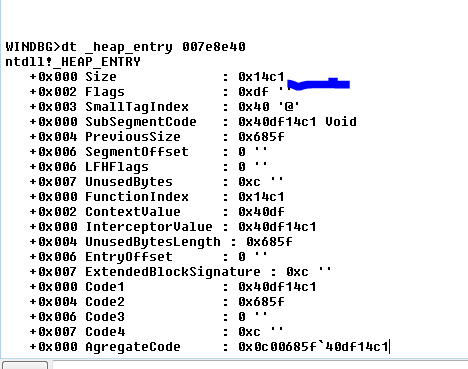 WINDBG>dt _heap_entry 007e8e40
ntdll!_HEAP_ENTRY
+0x000 Size : 0x14c1
+0x002 Flags : 0xdf ''
+0x003 SmallTagIndex : 0x40 '@'
+0x000 SubSegmentCode : 0x40df14c1 Void
+0x004 PreviousSize : 0x685f
+0x006 SegmentOffset : 0 ''
+0x006 LFHFlags : 0 ''
+0x007 UnusedBytes : 0xc ''
+0x000 FunctionIndex : 0x14c1
+0x002 ContextValue : 0x40df
+0x000 InterceptorValue : 0x40df14c1
+0x004 UnusedBytesLength : 0x685f
+0x006 EntryOffset : 0 ''
+0x007 ExtendedBlockSignature : 0xc ''
+0x000 Code1 : 0x40df14c1
+0x004 Code2 : 0x685f
+0x006 Code3 : 0 ''
+0x007 Code4 : 0xc ''
+0x000 AgregateCode : 0x0c00685f`40df14c1